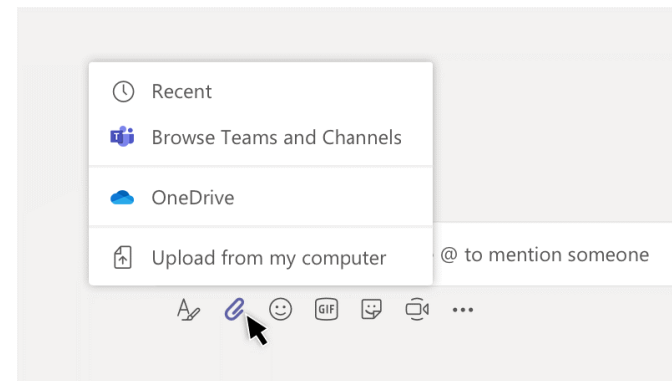 Recent
Browse Teams and Channels
OneDrive
Upload from my computer
@ to mention someone
GIF